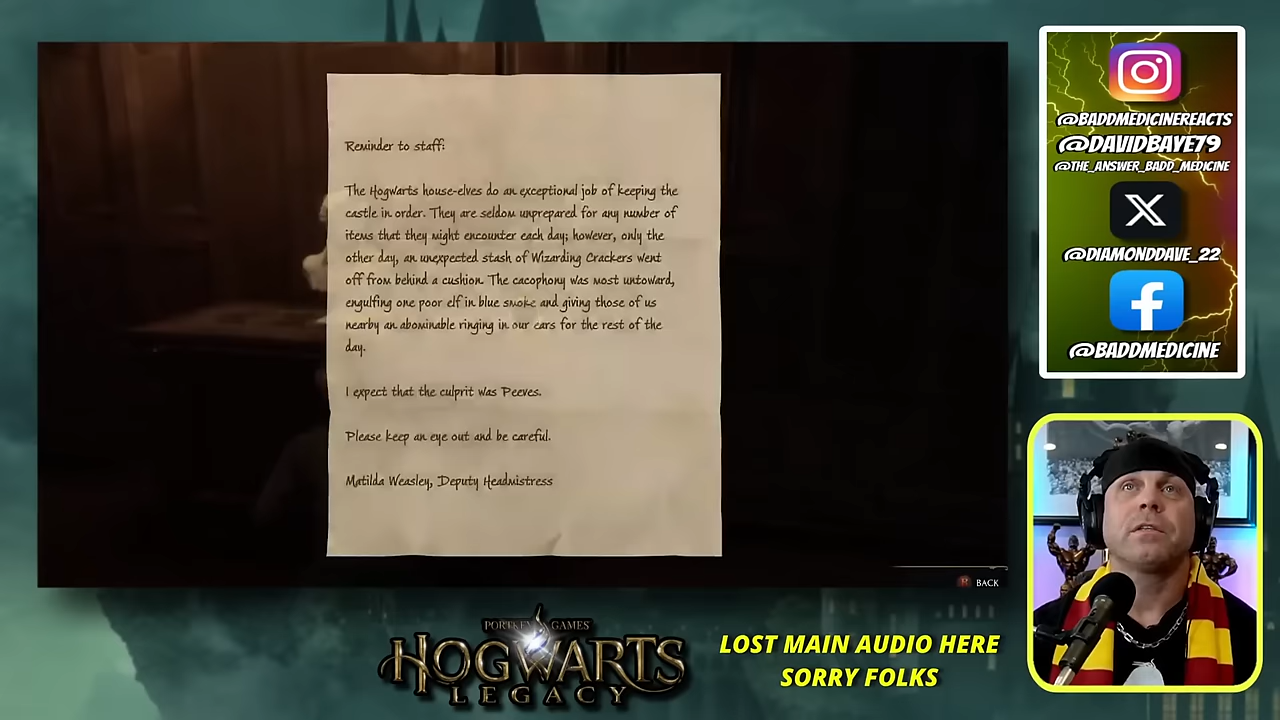 Reminder to staff:
The Hogwarts house-elves do an exceptional job of keeping the
castle in order. They are seldom unprepared for any number of
items that they might encounter each day; however, only the
other day, an unexpected stash of Wizarding Crackers went
off from behind a cushion. The cacophony was most untoward,
engulfing one poor elf in blue smoke and giving those of us
nearby an abominable ringing in our ears for the rest of the
day.
I expect that the culprit was Peeves.
Please keep an eye out and be careful.
Matilda Weasley, Deputy Headmistress
BACK
@BADDMEDICINEREACTS
@DAVIDBAYE79
@THE_ANSWER_BADD_MEDICINE
X
@DIAMONDDAVE_22
f
@BADDMEDICINE
PORTKEY GAMES
HOGWARTS
LEGACY
LOST MAIN AUDIO HERE
SORRY FOLKS